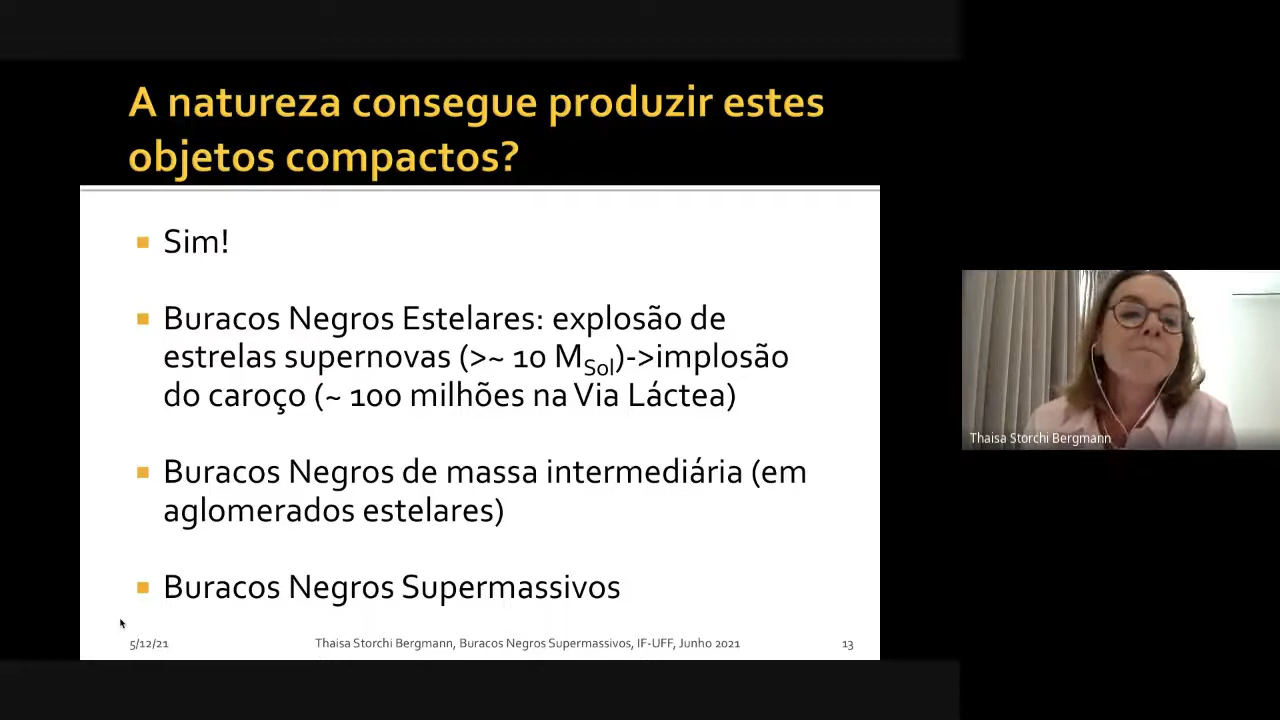 A natureza consegue produzir estes
objetos compactos?
Sim!
Buracos Negros Estelares: explosão de
estrelas supernovas (>~ 10 MSol)->implosão
do caroço (~ 100 milhões na Via Láctea)
Buracos Negros de massa intermediária (em
aglomerados estelares)
Buracos Negros Supermassivos
5/12/21
Thaisa Storchi Bergmann, Buracos Negros Supermassivos, IF-UFF, Junho 2021
13
Thaisa Storchi Bergmann